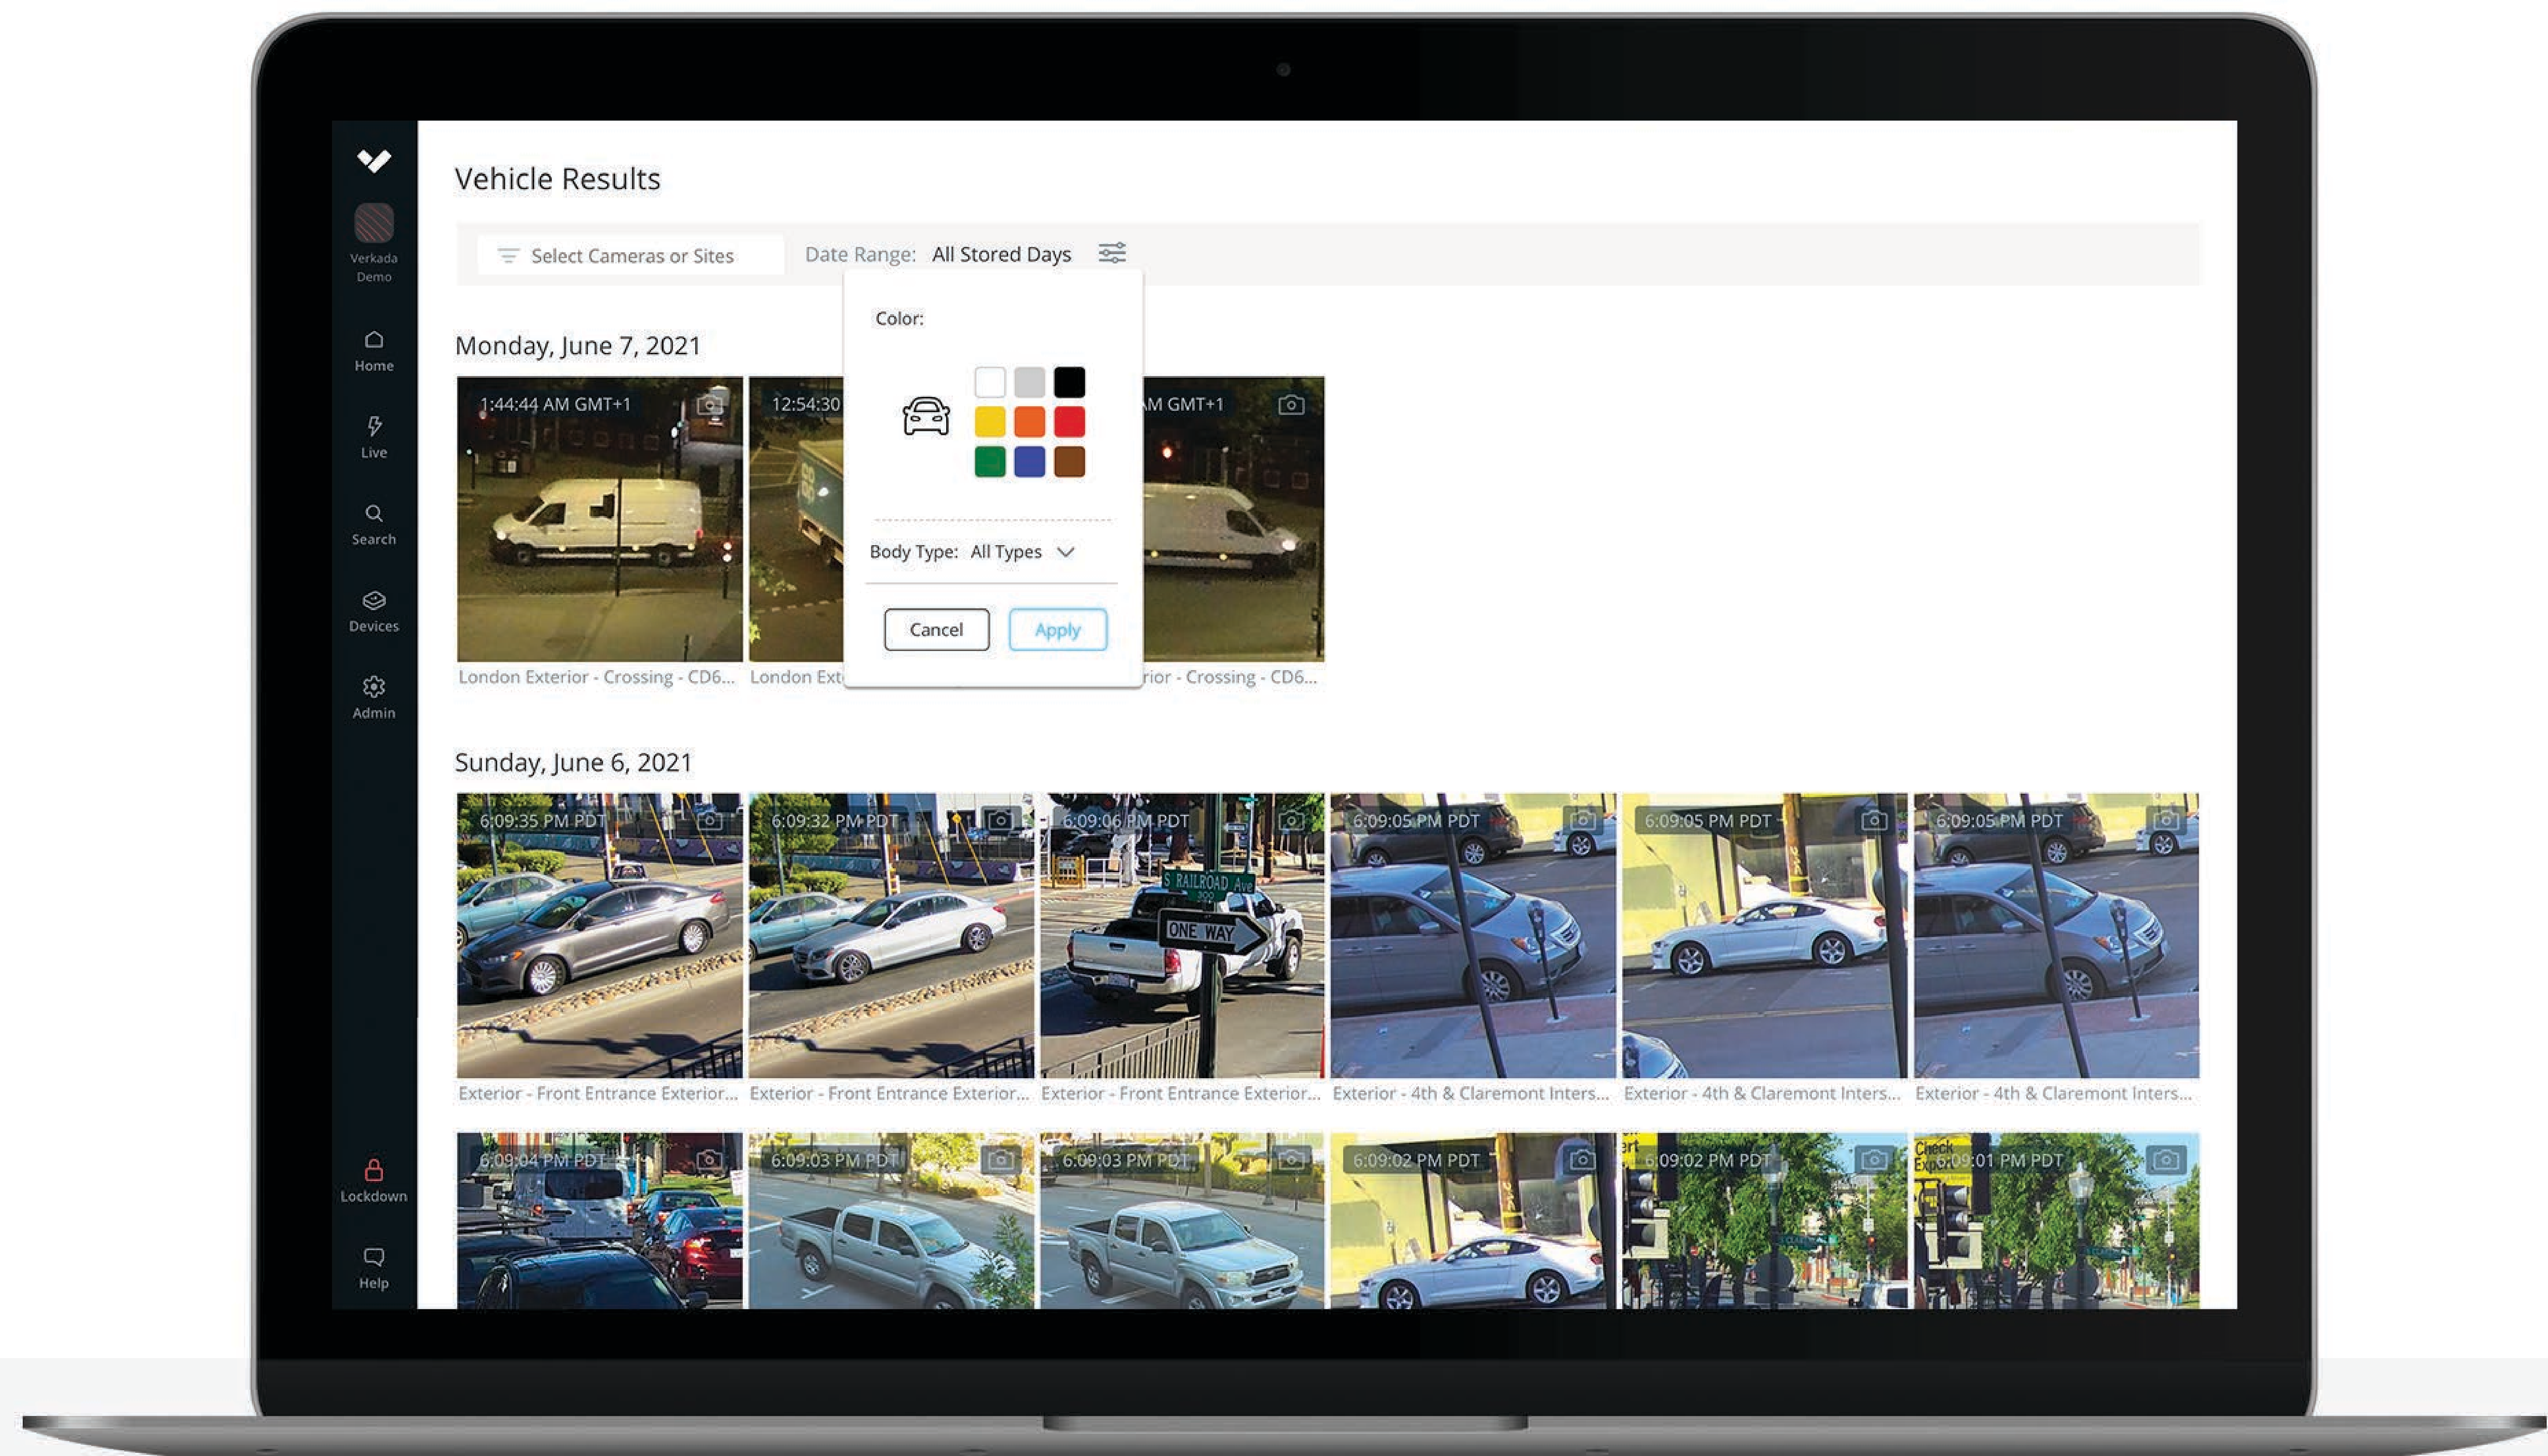 Vehicle Results
Select Cameras or Sites
Date Range: All Stored Days
Verkada
Demo
Home
Live
Search
Devices
Admin
Lockdown
Help
Color:
Body Type: All Types
Cancel
Apply
Monday, June 7, 2021
1:44:44 AM GMT+1
12:54:30
AM GMT+1
London Exterior - Crossing - CD6...
London Ext
rior - Crossing - CD6...
Sunday, June 6, 2021
6:09:35 PM PDT
6:09:32 PM PDT
6:09:06 PM PDT
6:09:05 PM PDT
6:09:05 PM PDT
6:09:05 PM PDT
S RAILROAD Ave
900
ONE WAY
Exterior - Front Entrance Exterior...
Exterior - Front Entrance Exterior...
Exterior - Front Entrance Exterior...
Exterior - 4th & Claremont Inters...
Exterior - 4th & Claremont Inters...
Exterior - 4th & Claremont Inters...
6:09:04 PM PDT
6:09:03 PM PDT
6:09:03 PM PDT
6:09:02 PM PDT
6:09:02 PM PDT
6:09:01 PM PDT
Check